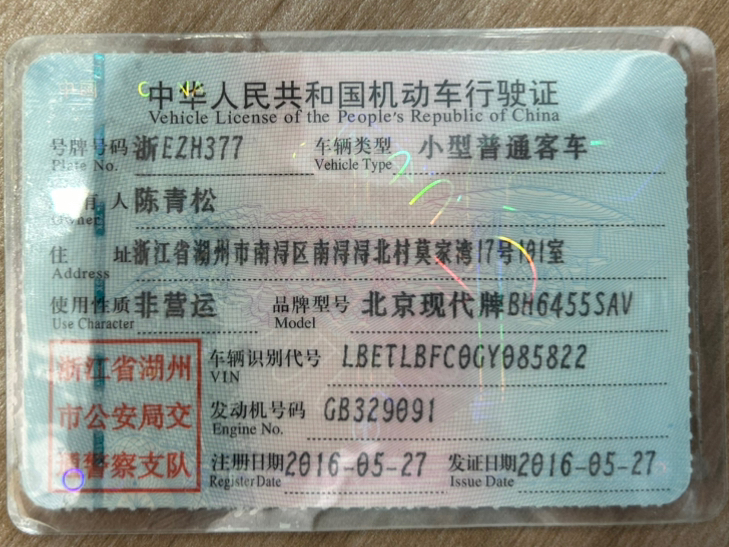 中华人民共和国机动车行驶证
Vehicle License of the People's Republic of China
号牌号码 浙EZH377 车辆类型 小型普通客车
Plate No. Vehicle Type
有人 陈青松
Owner
住址 浙江省湖州市南浔区南浔浔北村莫家湾17号101室
Address
使用性质 非营运 品牌型号 北京现代牌BH6455SAV
Use Character Model
车辆识别代号 LBETLBFC0GY085822
VIN
发动机号码 GB329091
Engine No.
注册日期 2016-05-27 发证日期 2016-05-27
Register Date Issue Date
浙江省湖州
市公安局交
通警察支队